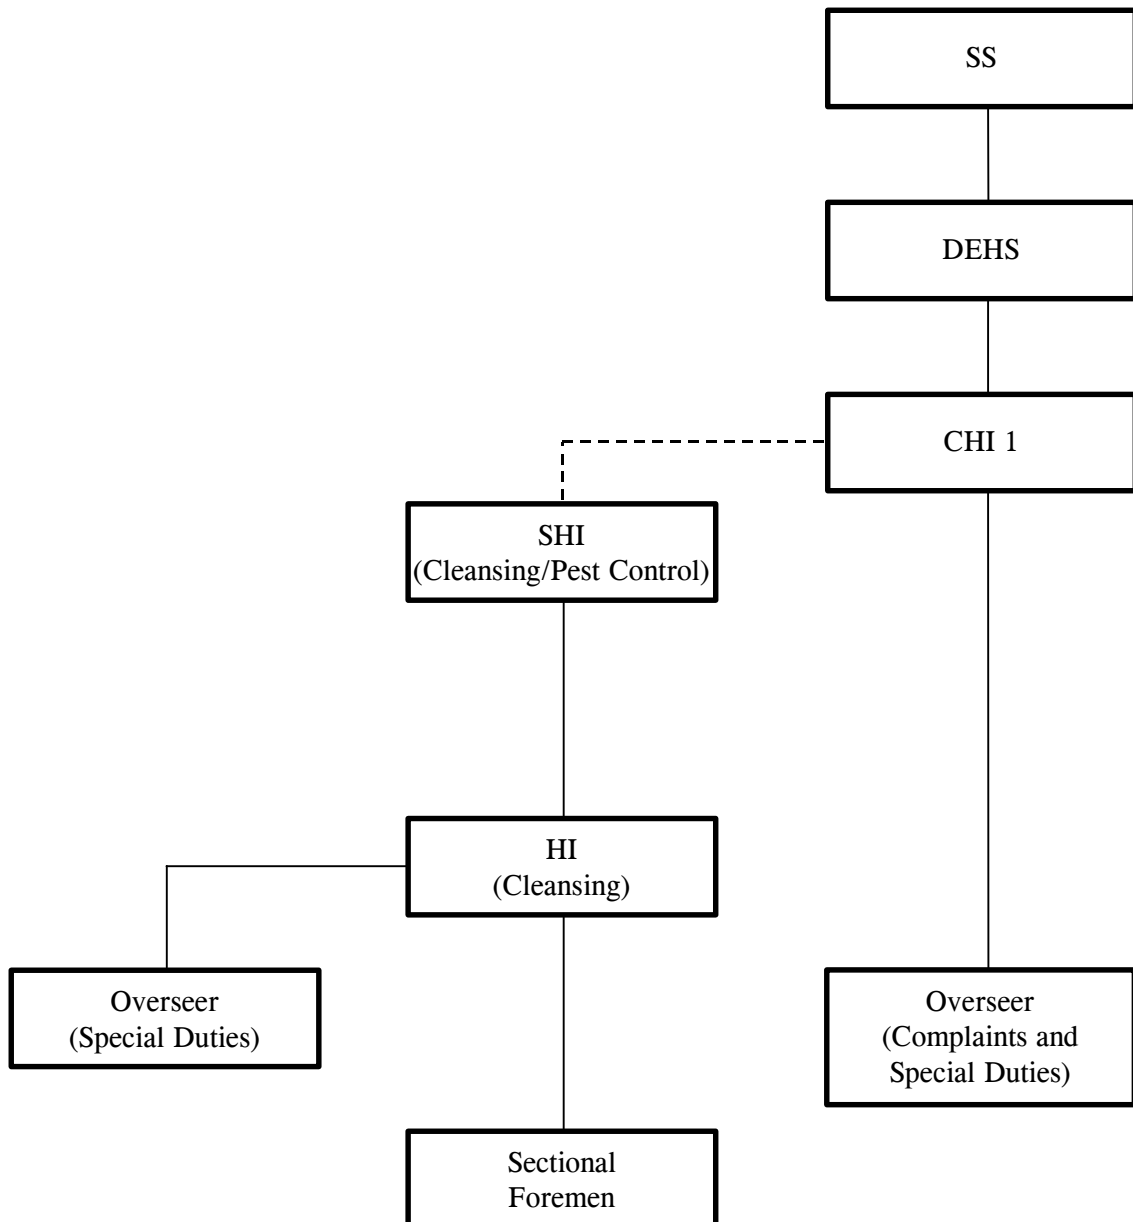 SS
DEHS
CHI 1
SHI
(Cleansing/Pest Control)
HI
(Cleansing)
Overseer
(Special Duties)
Overseer
(Complaints and
Special Duties)
Sectional
Foremen